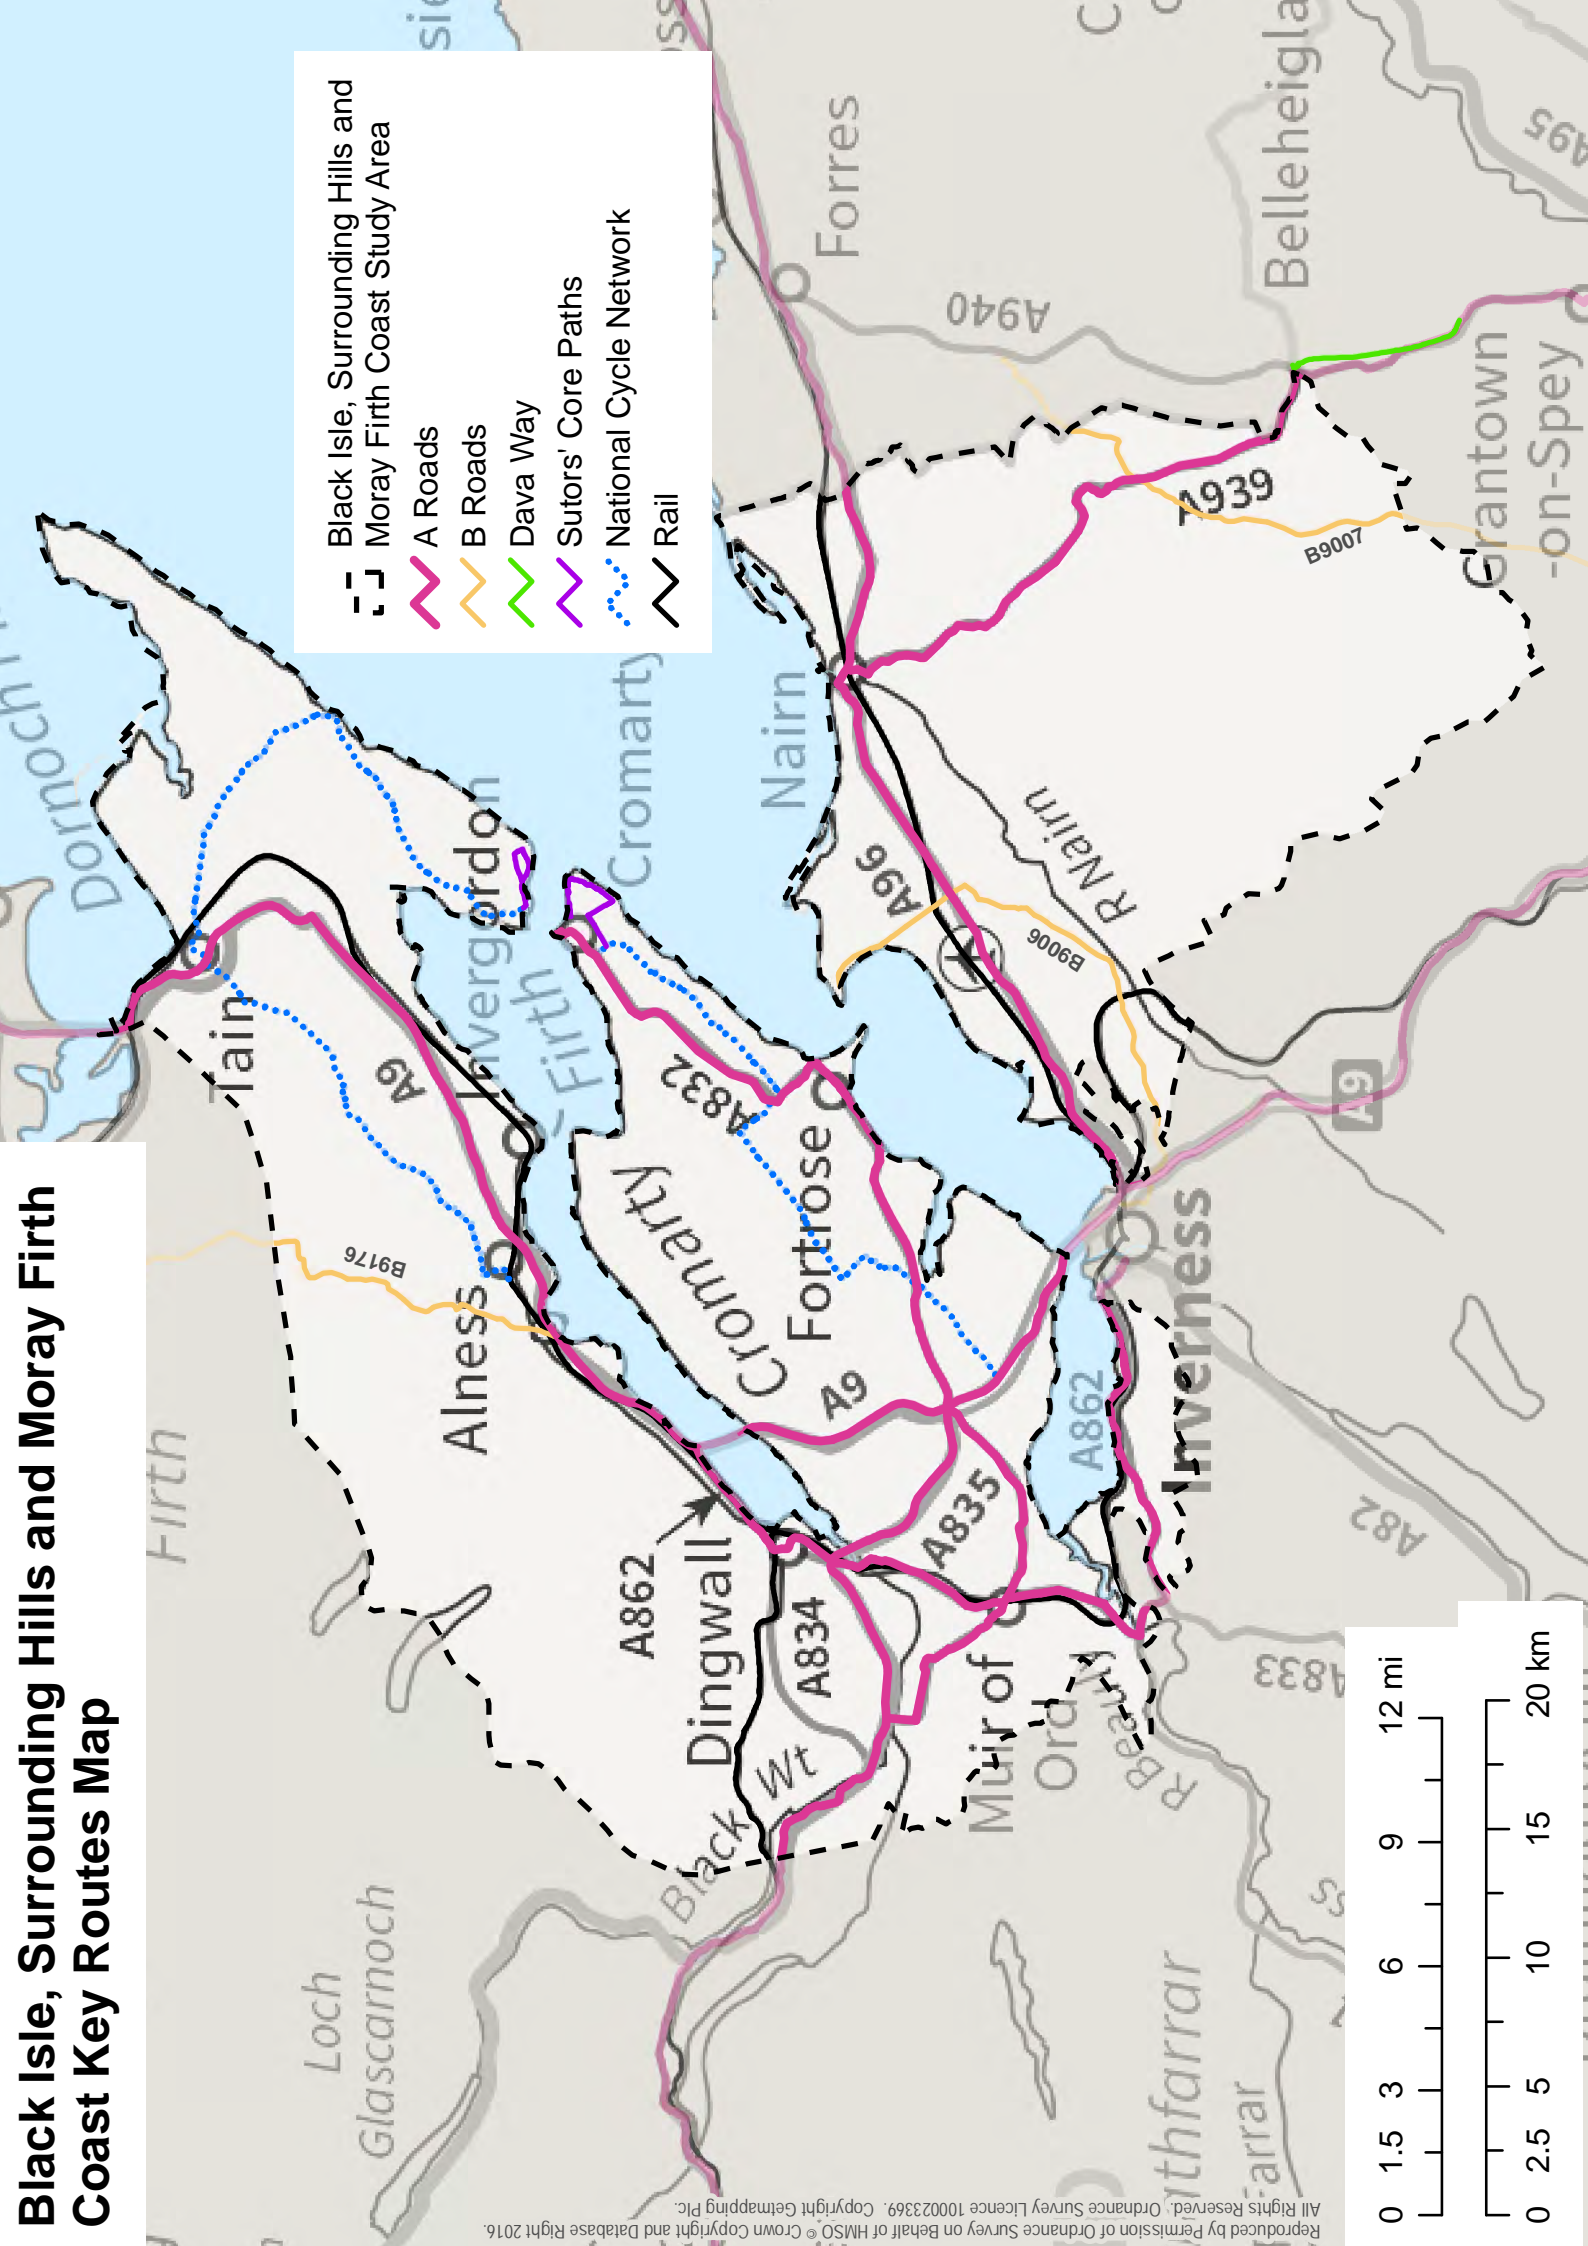 Black Isle, Surrounding Hills and Moray Firth
Coast Key Routes Map
Black Isle, Surrounding Hills and
Moray Firth Coast Study Area
A Roads
B Roads
Dava Way
Sutors' Core Paths
National Cycle Network
Rail
Dornoch
Firth
Tain
Invergordon
Cromarty
Firth
Cromarty
Alness
Dingwall
Fortrose
Nairn
Forres
Inverness
Muir of
Ord
Grantown
-on-Spey
Belleheigla
Loch
Glascarnoch
Black
Wt
R Beauly
R Nairn
athfarrar
Farrar
A9
A9
A9
A832
A834
A835
A862
A862
A833
A82
A96
A939
A940
A95
B9176
B9006
B9007
0 1.5 3 6 9 12 mi
0 2.5 5 10 15 20 km
Reproduced by Permission of Ordnance Survey on Behalf of HMSO © Crown Copyright and Database Right 2016.
All Rights Reserved. Ordnance Survey Licence 100023369. Copyright Getmapping Plc.